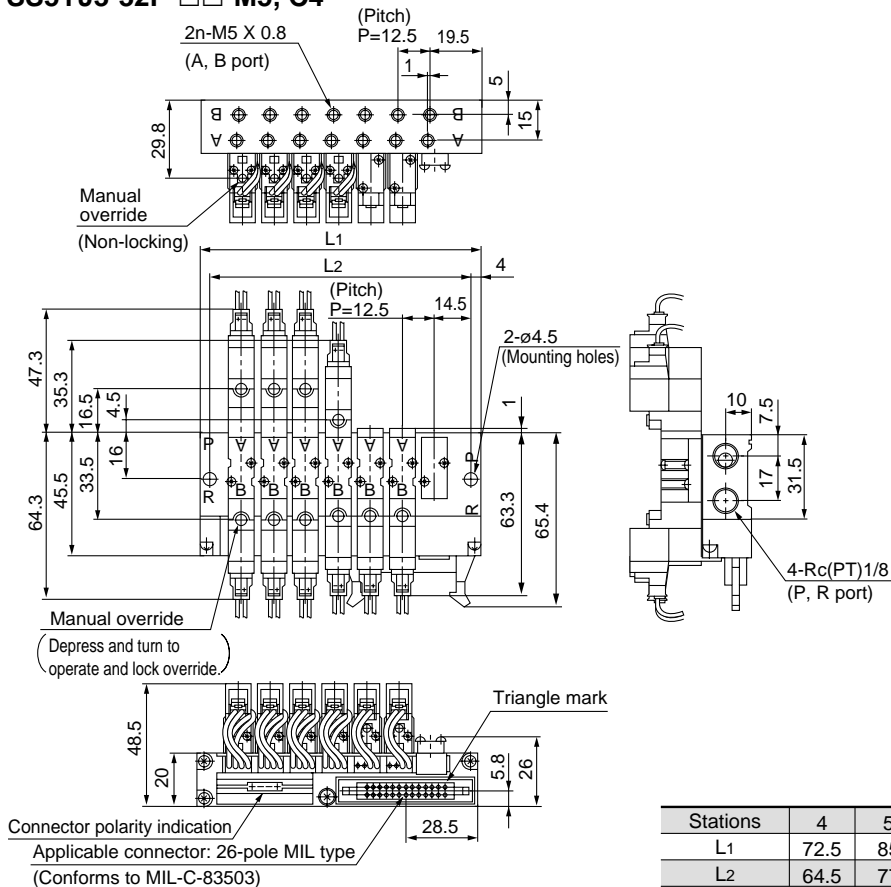 2n-M5 X 0.8
(A, B port)
(Pitch)
P=12.5
19.5
1
5
15
29.8
B
B
A
A
Manual
override
(Non-locking)
L1
L2
4
(Pitch)
P=12.5
14.5
2-ø4.5
(Mounting holes)
47.3
35.3
16.5
4.5
16
33.5
45.5
64.3
1
63.3
65.4
P
R
A A A A A A
B B B B B B
P
R
10
7.5
17
31.5
4-Rc(PT)1/8
(P, R port)
Manual override
(Depress and turn to
operate and lock override.)
48.5
20
Triangle mark
5.8
26
28.5
Connector polarity indication
Applicable connector: 26-pole MIL type
(Conforms to MIL-C-83503)
Stations 4
L1 72.5
L2 64.5